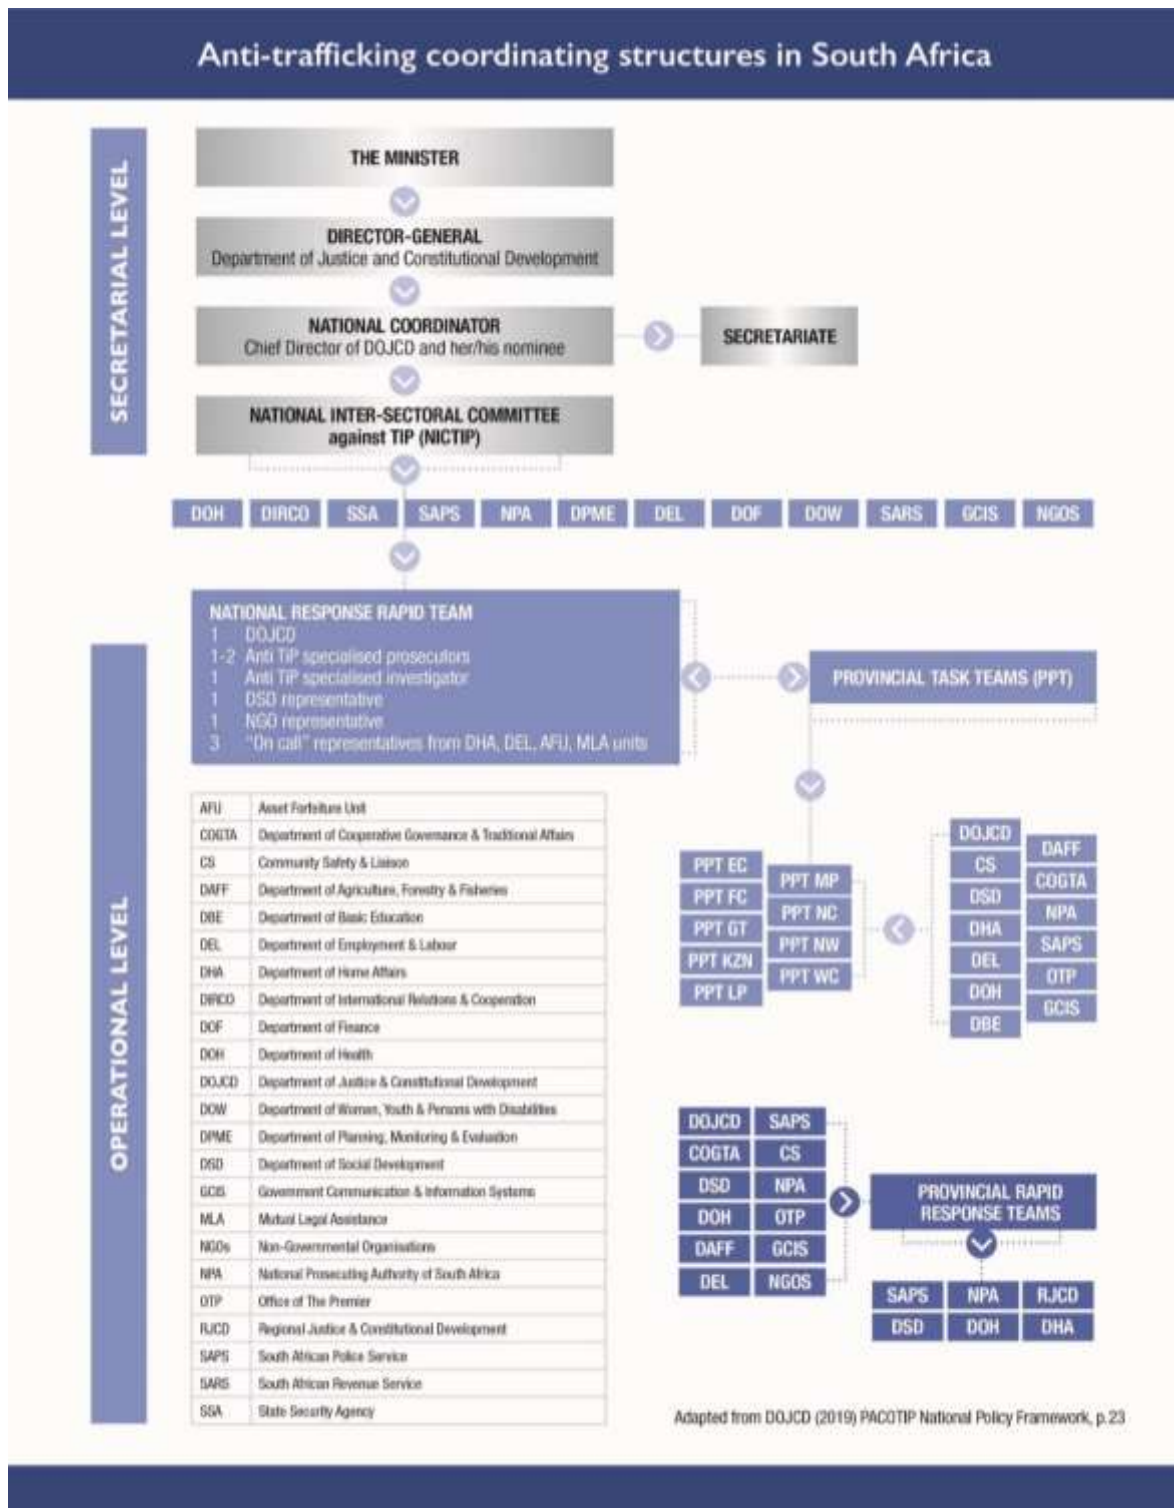 Anti-trafficking coordinating structures in South Africa
SECRETARIAL LEVEL
THE MINISTER
DIRECTOR-GENERAL
Department of Justice and Constitutional Development
NATIONAL COORDINATOR
Chief Director of DOJCD and her/his nominee
SECRETARIATE
NATIONAL INTER-SECTORAL COMMITTEE
against TIP (NICTIP)
DOH DIRCO SSA SAPS NPA DPME DEL DOF DOW SARS GCIS NGOS
OPERATIONAL LEVEL
NATIONAL RESPONSE RAPID TEAM
1 DOJCD
1-2 Anti TiP specialised prosecutors
1 Anti TiP specialised investigator
1 DSD representative
1 NGO representative
3 "On call" representatives from DHA, DEL, AFU, MLA units
PROVINCIAL TASK TEAMS (PPT)
AFU Asset Forfeiture Unit
COGTA Department of Cooperative Governance & Traditional Affairs
CS Community Safety & Liaison
DAFF Department of Agriculture, Forestry & Fisheries
DBE Department of Basic Education
DEL Department of Employment & Labour
DHA Department of Home Affairs
DIRCO Department of International Relations & Cooperation
DOF Department of Finance
DOH Department of Health
DOJCD Department of Justice & Constitutional Development
DOW Department of Women, Youth & Persons with Disabilities
DPME Department of Planning, Monitoring & Evaluation
DSD Department of Social Development
GCIS Government Communication & Information Systems
MLA Mutual Legal Assistance
NGOs Non-Governmental Organisations
NPA National Prosecuting Authority of South Africa
OTP Office of The Premier
RJCD Regional Justice & Constitutional Development
SAPS South African Police Service
SARS South African Revenue Service
SSA State Security Agency
PPT EC
PPT FC
PPT GT
PPT KZN
PPT LP
PPT MP
PPT NC
PPT NW
PPT WC
DOJCD
CS
DSD
DHA
DEL
DOH
DBE
DAFF
COGTA
NPA
SAPS
OTP
GCIS
DOJCD SAPS
COGTA CS
DSD NPA
DOH OTP
DAFF GCIS
DEL NGOS
PROVINCIAL RAPID
RESPONSE TEAMS
SAPS NPA RJCD
DSD DOH DHA
Adapted from DOJCD (2019) PACOTIP National Policy Framework, p.23